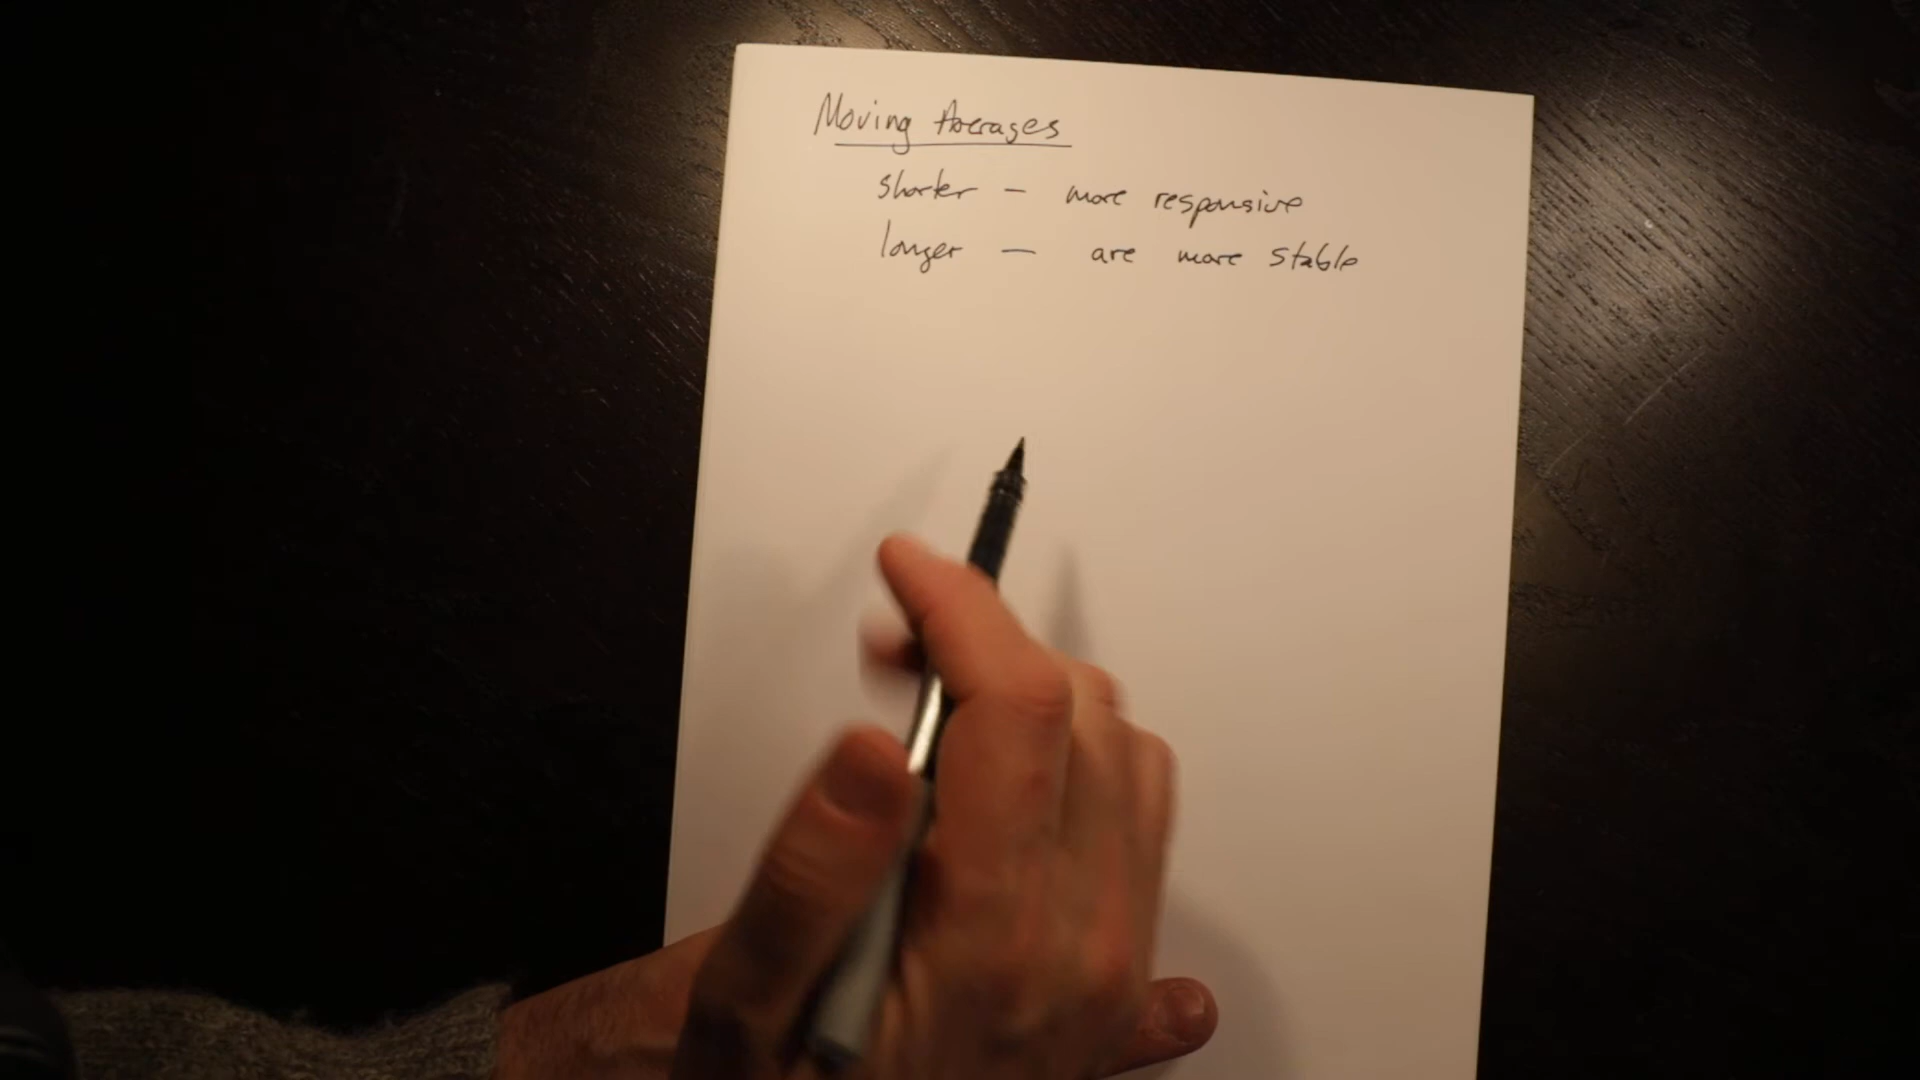 Moving Averages
shorter — more responsive
longer — are more stable